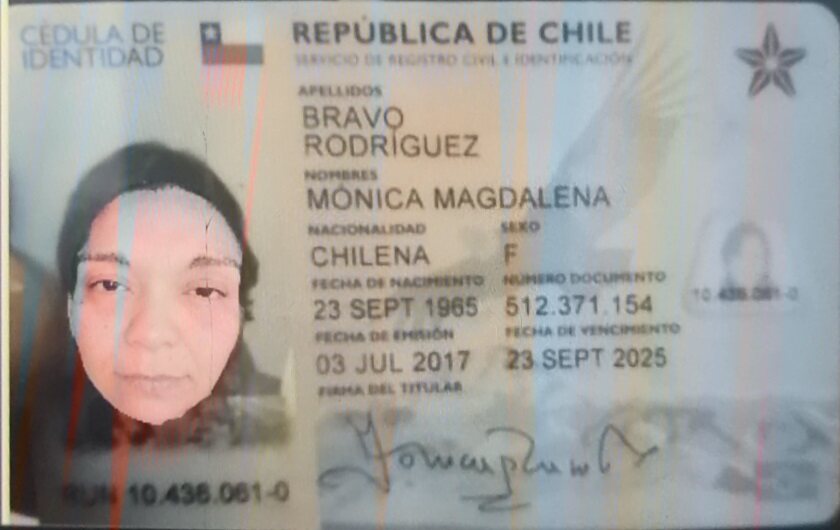 CÉDULA DE
IDENTIDAD
REPÚBLICA DE CHILE
SERVICIO DE REGISTRO CIVIL E IDENTIFICACIÓN
APELLIDOS
BRAVO
RODRÍGUEZ
NOMBRES
MÓNICA MAGDALENA
NACIONALIDAD SEXO
CHILENA F
FECHA DE NACIMIENTO NÚMERO DOCUMENTO
23 SEPT 1965 512.371.154
10.436.061-0
FECHA DE EMISIÓN FECHA DE VENCIMIENTO
03 JUL 2017 23 SEPT 2025
FIRMA DEL TITULAR
RUN 10.436.061-0